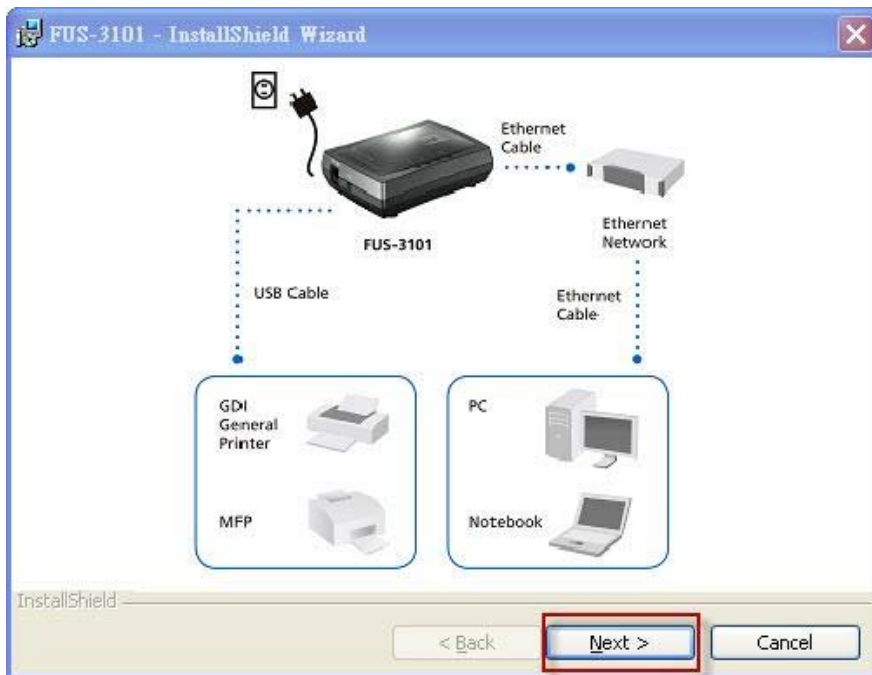 FUS-3101 - InstallShield Wizard
Ethernet
Cable
FUS-3101
Ethernet
Network
USB Cable
Ethernet
Cable
GDI
General
Printer
MFP
PC
Notebook
InstallShield
< Back
Next >
Cancel